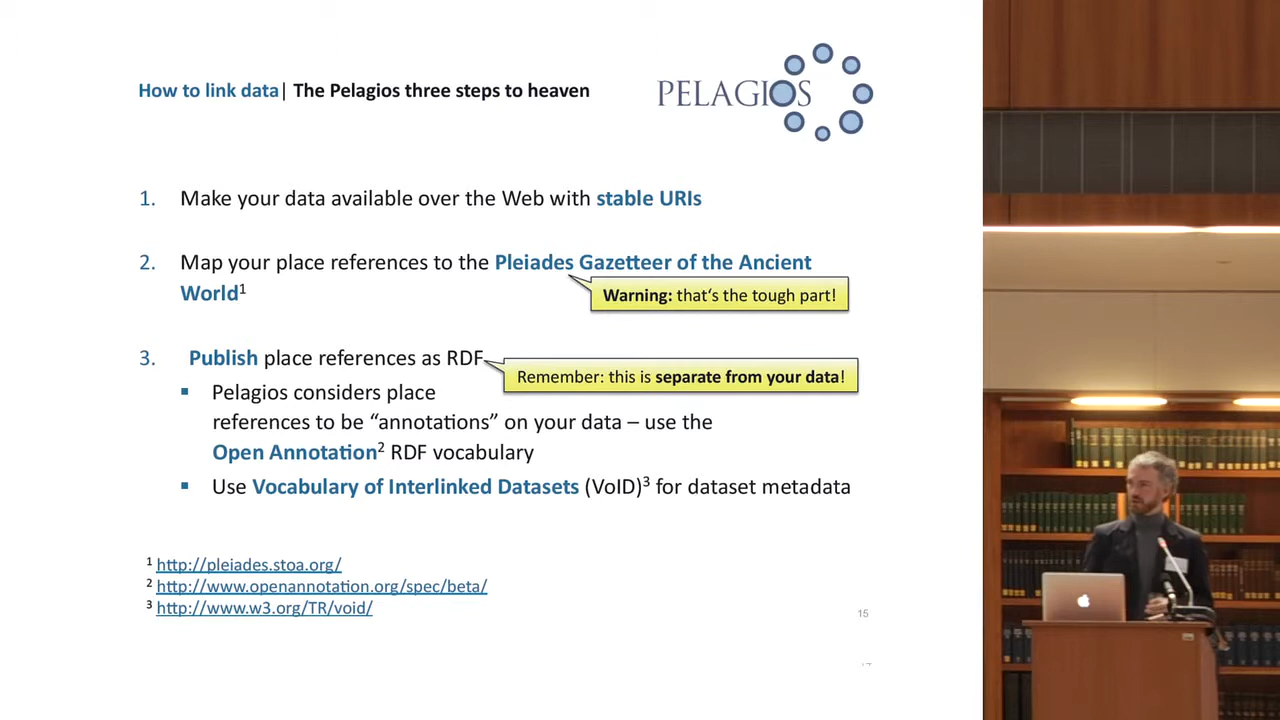 How to link data| The Pelagios three steps to heaven
PELAGIOS
1. Make your data available over the Web with stable URIs
2. Map your place references to the Pleiades Gazetteer of the Ancient
World1
Warning: that‘s the tough part!
3. Publish place references as RDF
Remember: this is separate from your data!
▪ Pelagios considers place
references to be “annotations” on your data – use the
Open Annotation2 RDF vocabulary
▪ Use Vocabulary of Interlinked Datasets (VoID)3 for dataset metadata
1 http://pleiades.stoa.org/
2 http://www.openannotation.org/spec/beta/
3 http://www.w3.org/TR/void/
15